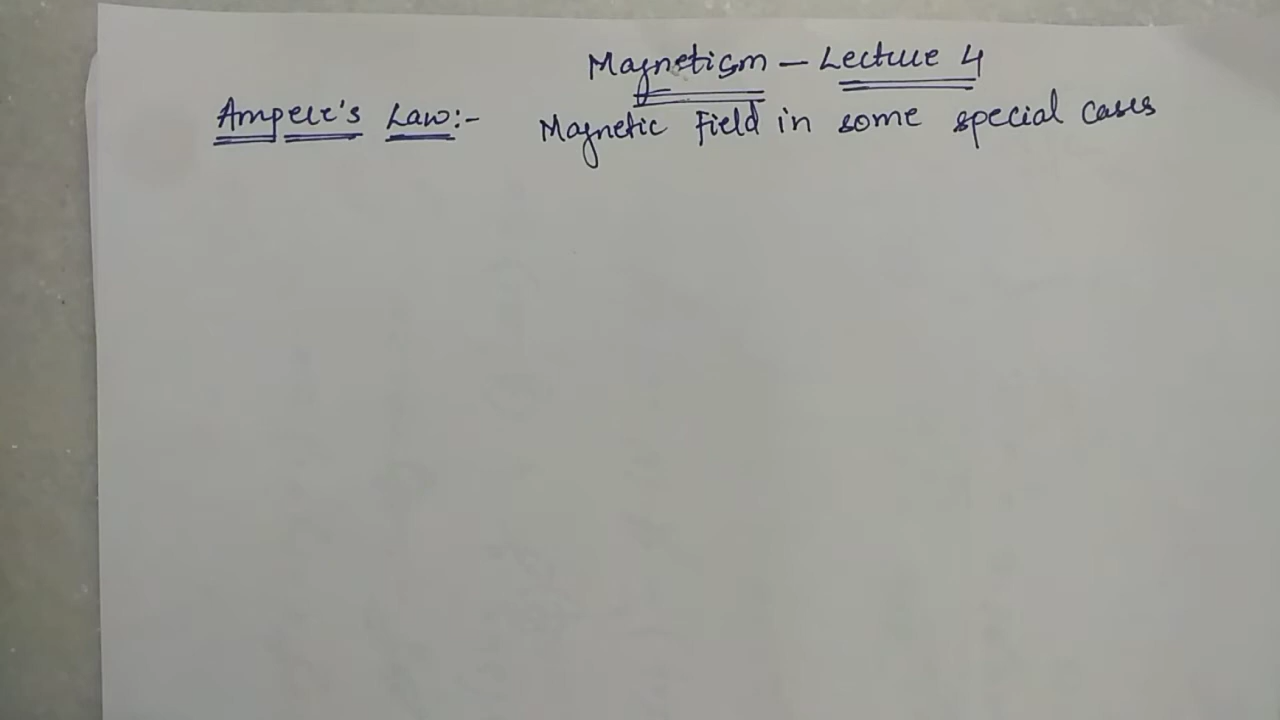 Magnetism - Lecture 4
Ampere's Law:- Magnetic Field in some special cases